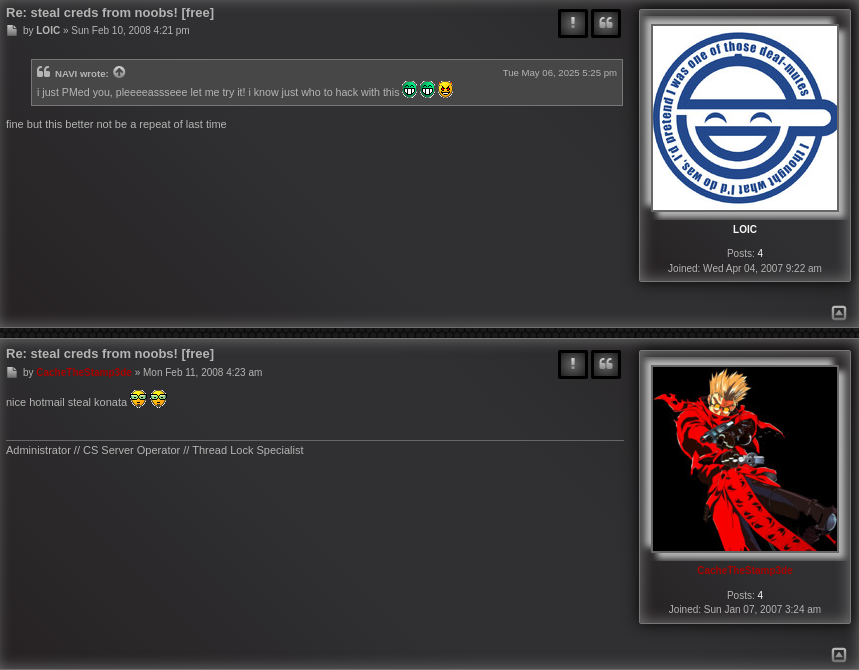 Re: steal creds from noobs! [free]
by LOIC » Sun Feb 10, 2008 4:21 pm
NAVI wrote:
Tue May 06, 2025 5:25 pm
i just PMed you, pleeeeassseee let me try it! i know just who to hack with this
fine but this better not be a repeat of last time
I thought what I'd do was, I'd pretend I was one of those deaf-mutes
LOIC
Posts: 4
Joined: Wed Apr 04, 2007 9:22 am
Re: steal creds from noobs! [free]
by » Mon Feb 11, 2008 4:23 am
nice hotmail steal konata
Administrator // CS Server Operator // Thread Lock Specialist
Posts: 4
Joined: Sun Jan 07, 2007 3:24 am